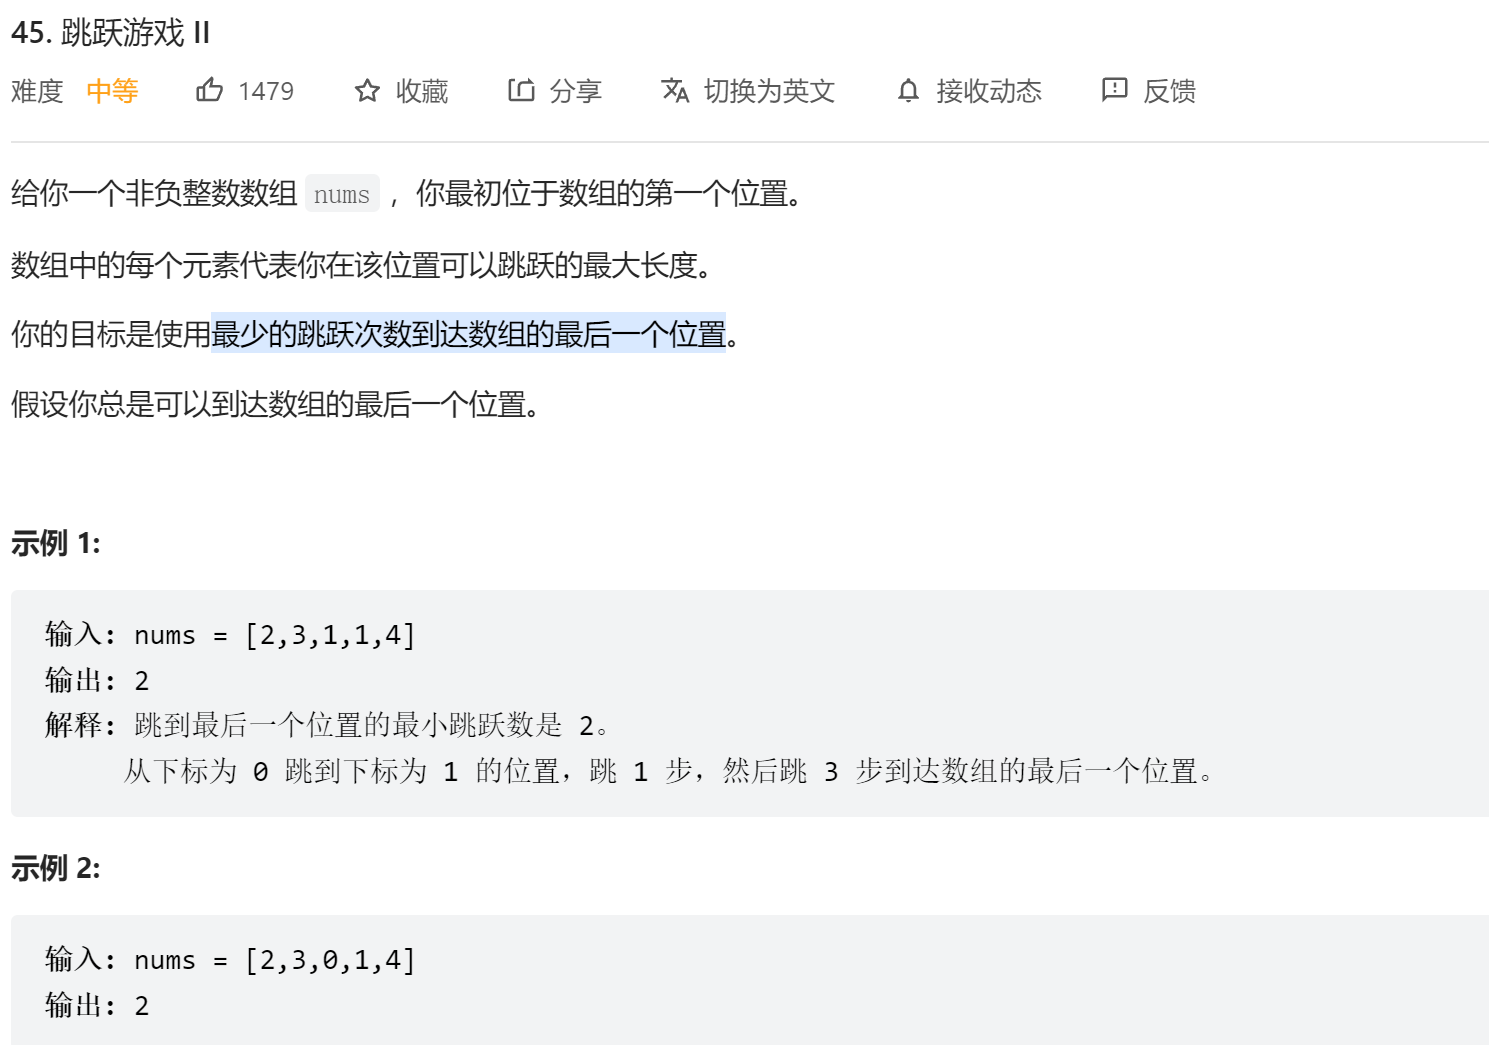 45. 跳跃游戏 II
难度 中等 1479 收藏 分享 切换为英文 接收动态 反馈
给你一个非负整数数组 nums ，你最初位于数组的第一个位置。
数组中的每个元素代表你在该位置可以跳跃的最大长度。
你的目标是使用最少的跳跃次数到达数组的最后一个位置。
假设你总是可以到达数组的最后一个位置。
示例 1:
输入: nums = [2,3,1,1,4]
输出: 2
解释: 跳到最后一个位置的最小跳跃数是 2。
从下标为 0 跳到下标为 1 的位置，跳 1 步，然后跳 3 步到达数组的最后一个位置。
示例 2:
输入: nums = [2,3,0,1,4]
输出: 2